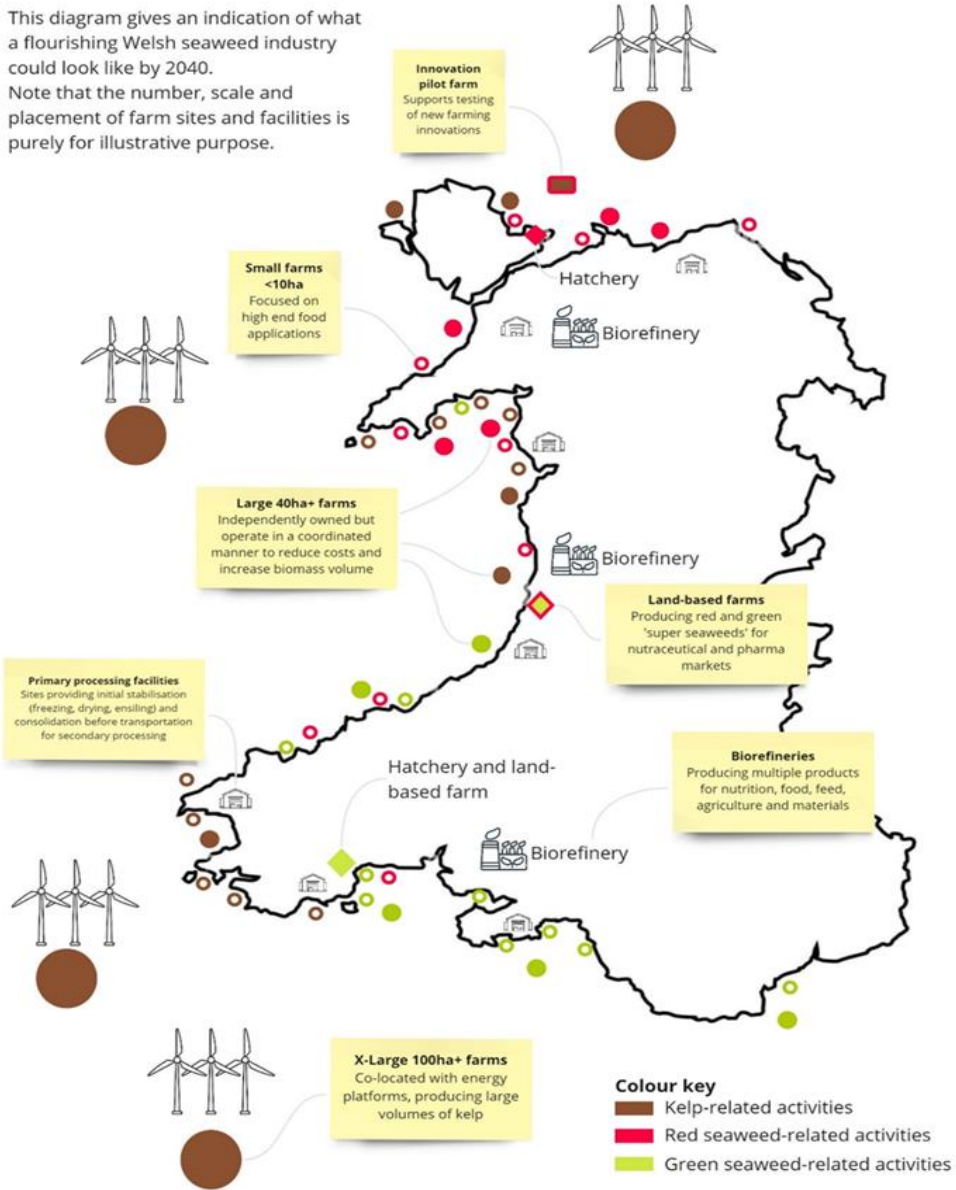 This diagram gives an indication of what
a flourishing Welsh seaweed industry
could look like by 2040.
Note that the number, scale and
placement of farm sites and facilities is
purely for illustrative purpose.
Innovation
pilot farm
Supports testing
of new farming
innovations
Hatchery
Small farms
<10ha
Focused on
high end food
applications
Biorefinery
Large 40ha+ farms
Independently owned but
operate in a coordinated
manner to reduce costs and
increase biomass volume
Biorefinery
Land-based farms
Producing red and green
'super seaweeds' for
nutraceutical and pharma
markets
Primary processing facilities
Sites providing initial stabilisation
(freezing, drying, ensiling) and
consolidation before transportation
for secondary processing
Hatchery and land-
based farm
Biorefineries
Producing multiple products
for nutrition, food, feed,
agriculture and materials
Biorefinery
X-Large 100ha+ farms
Co-located with energy
platforms, producing large
volumes of kelp
Colour key
Kelp-related activities
Red seaweed-related activities
Green seaweed-related activities